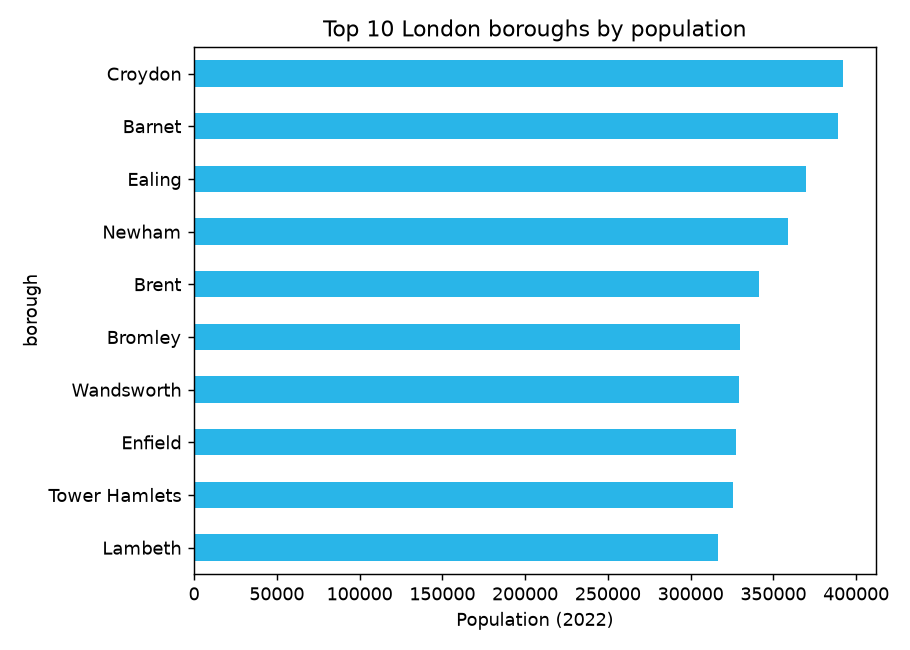 Top 10 London boroughs by population
Croydon
Barnet
Ealing
Newham
Brent
Bromley
Wandsworth
Enfield
Tower Hamlets
Lambeth
borough
0 50000 100000 150000 200000 250000 300000 350000 400000
Population (2022)